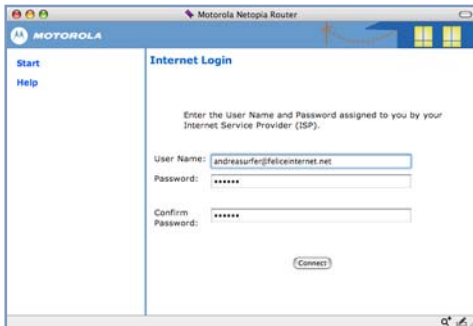 Motorola Netopia Router
MOTOROLA
Start
Help
Internet Login
Enter the User Name and Password assigned to you by your
Internet Service Provider (ISP).
User Name: andreasurfer@feliceinternet.net
Password: ••••••
Confirm
Password: ••••••
Connect